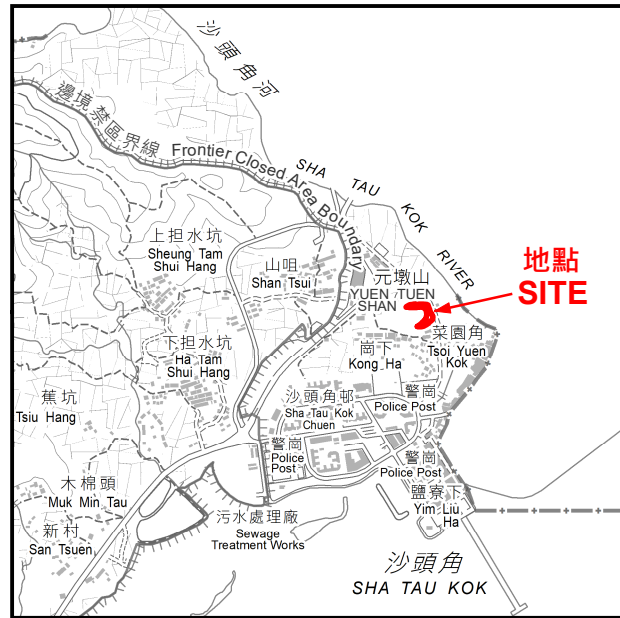 沙頭角河
邊境禁區界線 Frontier Closed Area Boundary
SHA TAU KOK RIVER
上担水坑
Sheung Tam
Shui Hang
山咀
Shan Tsui
元墩山
YUEN TUEN
SHAN
地點
SITE
菜園角
Tsoi Yuen
Kok
崗下
Kong Ha
下担水坑
Ha Tam
Shui Hang
蕉坑
Tsiu Hang
沙頭角邨
Sha Tau Kok
Chuen
警崗
Police Post
警崗
Police
Post
警崗
Police Post
木棉頭
Muk Min Tau
鹽寮下
Yim Liu
Ha
新村
San Tsuen
污水處理廠
Sewage
Treatment Works
沙頭角
SHA TAU KOK